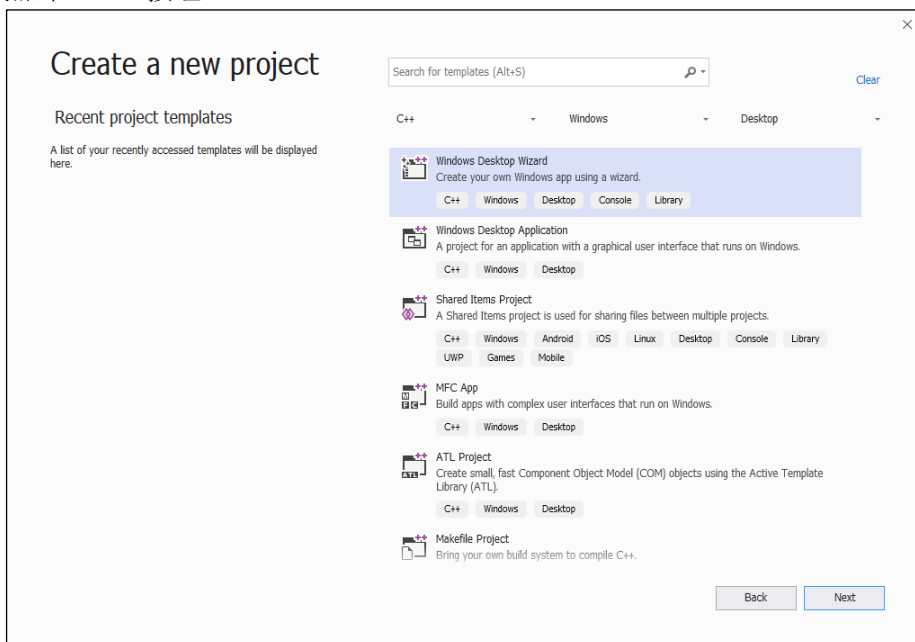 Create a new project
Search for templates (Alt+S)
Clear
Recent project templates
C++ Windows Desktop
A list of your recently accessed templates will be displayed
here.
Windows Desktop Wizard
Create your own Windows app using a wizard.
C++ Windows Desktop Console Library
Windows Desktop Application
A project for an application with a graphical user interface that runs on Windows.
C++ Windows Desktop
Shared Items Project
A Shared Items project is used for sharing files between multiple projects.
C++ Windows Android iOS Linux Desktop Console Library
UWP Games Mobile
MFC App
Build apps with complex user interfaces that run on Windows.
C++ Windows Desktop
ATL Project
Create small, fast Component Object Model (COM) objects using the Active Template
Library (ATL).
C++ Windows Desktop
Makefile Project
Bring your own build system to compile C++.
Back Next